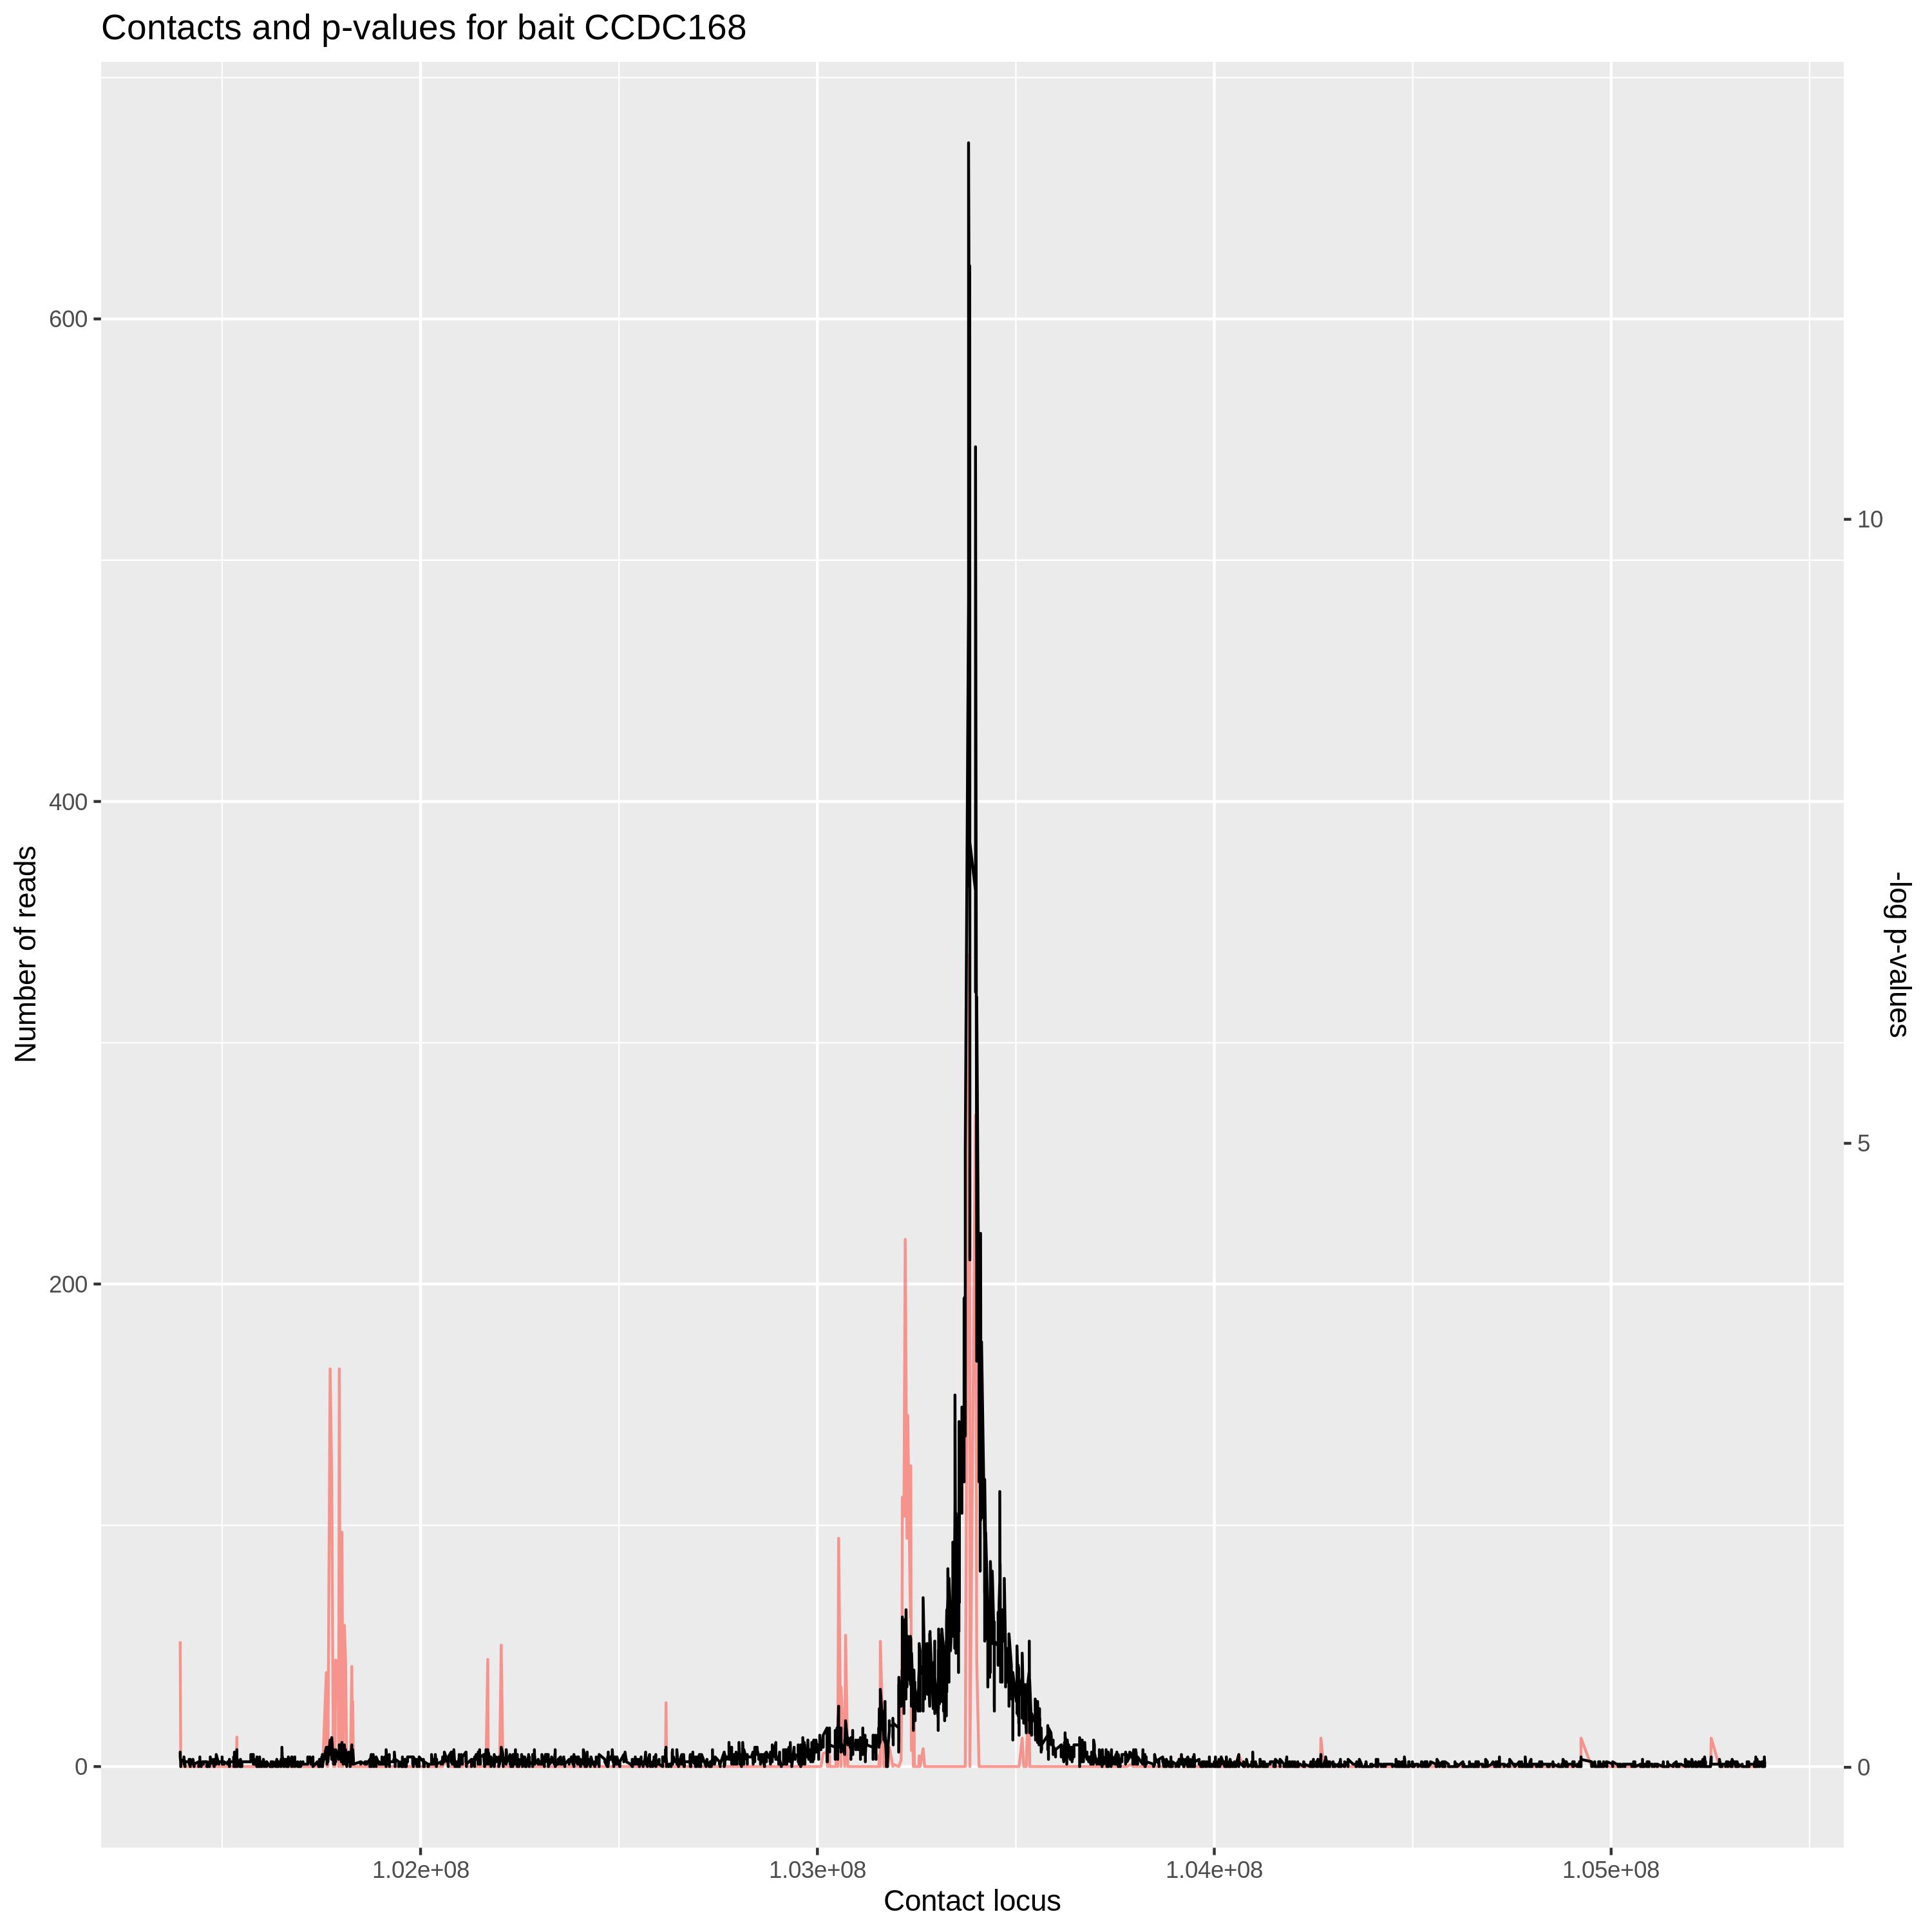 Contacts and p-values for bait CCDC168
600
400
200
0
10
5
0
Number of reads
-log p-values
1.02e+08
1.03e+08
1.04e+08
1.05e+08
Contact locus